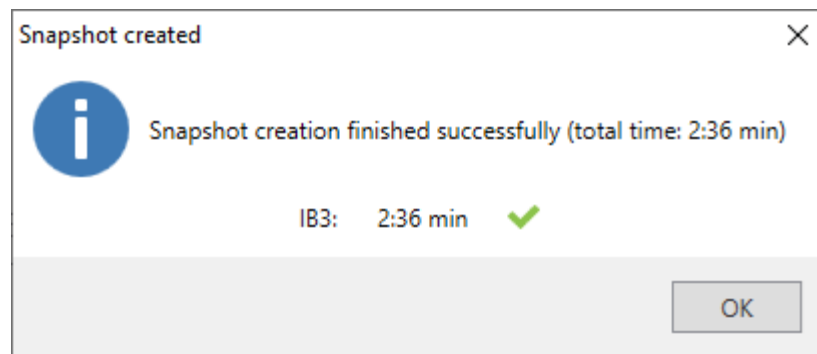 Snapshot created
Snapshot creation finished successfully (total time: 2:36 min)
IB3: 2:36 min
OK